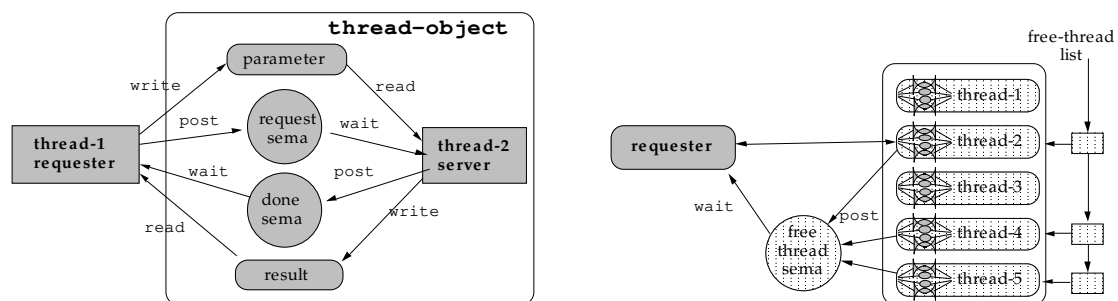 thread-object
parameter
write
read
post
request
sema
wait
thread-1
requester
thread-2
server
wait
post
done
sema
write
read
result
free-thread
list
thread-1
requester
thread-2
thread-3
wait
post
free
thread
sema
thread-4
thread-5